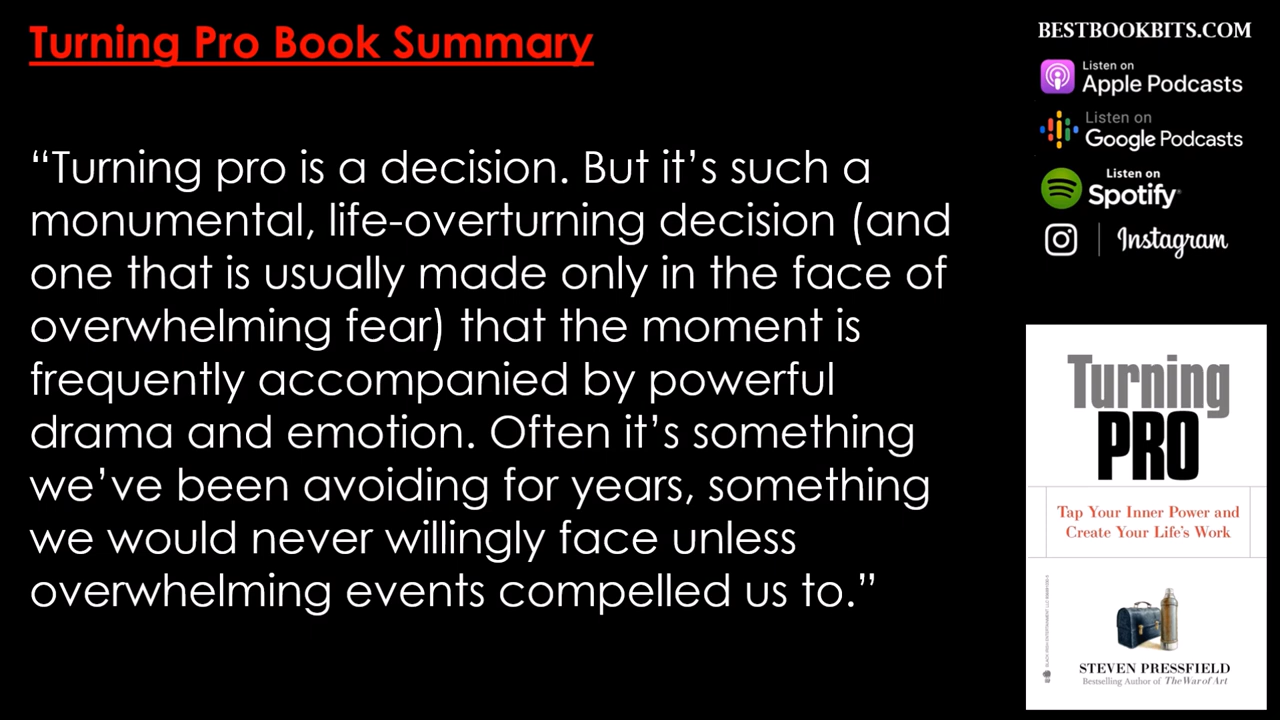 Turning Pro Book Summary
“Turning pro is a decision. But it’s such a
monumental, life-overturning decision (and
one that is usually made only in the face of
overwhelming fear) that the moment is
frequently accompanied by powerful
drama and emotion. Often it’s something
we’ve been avoiding for years, something
we would never willingly face unless
overwhelming events compelled us to.”
BESTBOOKBITS.COM
Listen on
Apple Podcasts
Listen on
Google Podcasts
Listen on
Spotify
Instagram
Turning
PRO
Tap Your Inner Power and
Create Your Life’s Work
STEVEN PRESSFIELD
Bestselling Author of The War of Art